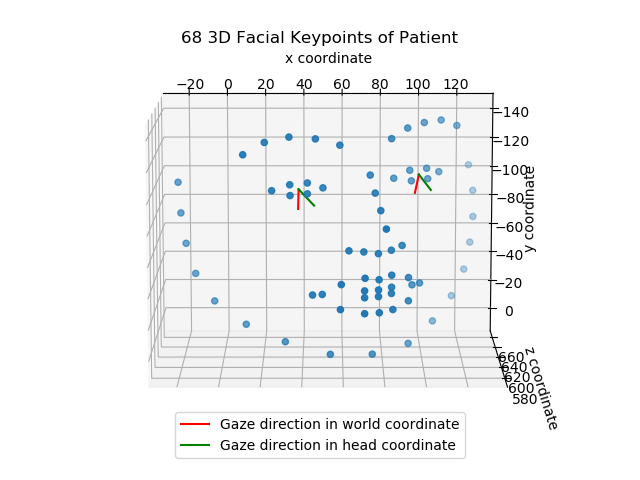 68 3D Facial Keypoints of Patient
x coordinate
−20 0 20 40 60 80 100 120
−140
−120
−100
−80
−60
−40
−20
0
y coordinate
660
640
620
600
580
z coordinate
Gaze direction in world coordinate
Gaze direction in head coordinate